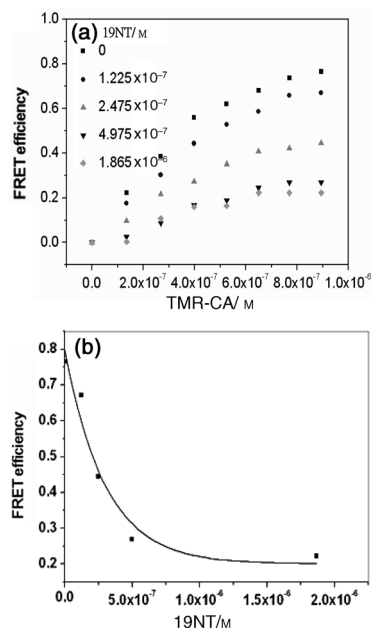 (a) 19NT/M
0
1.225x10⁻⁷
2.475x10⁻⁷
4.975x10⁻⁷
1.865x10⁻⁶
FRET efficiency
1.0
0.8
0.6
0.4
0.2
0.0
0.0 2.0x10⁻⁷ 4.0x10⁻⁷ 6.0x10⁻⁷ 8.0x10⁻⁷ 1.0x10⁻⁶
TMR-CA/ M
(b)
FRET efficiency
0.8
0.7
0.6
0.5
0.4
0.3
0.2
0.0 5.0x10⁻⁷ 1.0x10⁻⁶ 1.5x10⁻⁶ 2.0x10⁻⁶
19NT/M